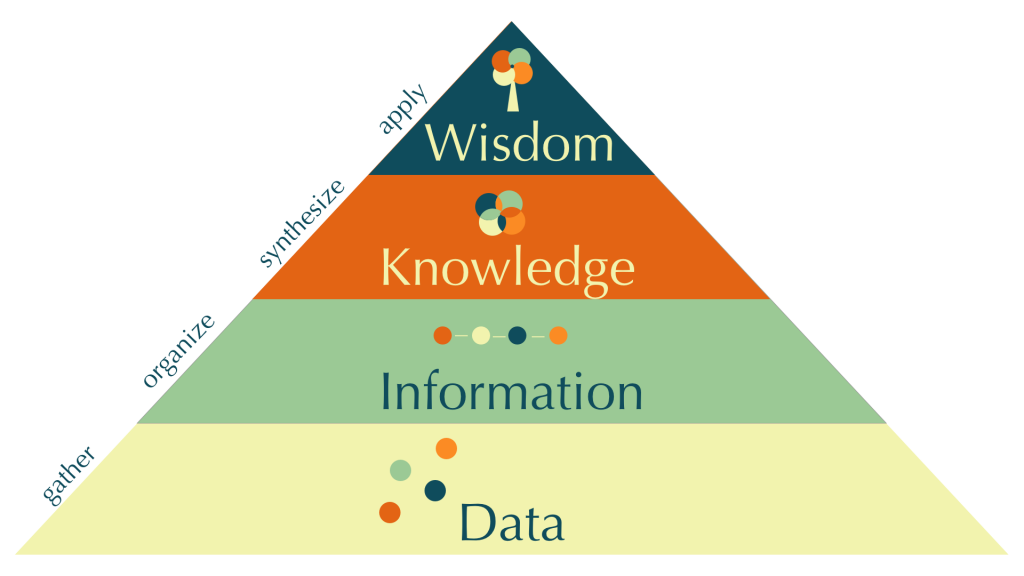 apply
Wisdom
synthesize
Knowledge
organize
Information
gather
Data